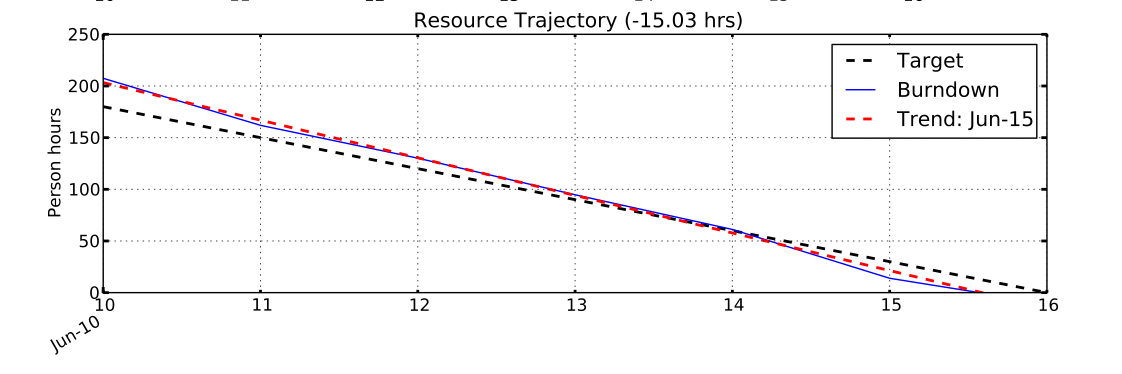 Resource Trajectory (-15.03 hrs)
250
200
150
100
50
0
Person hours
Target
Burndown
Trend: Jun-15
10 11 12 13 14 15 16
Jun-10